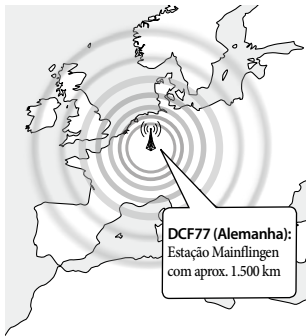 DCF77 (Alemanha):
Estação Mainflingen
com aprox. 1.500 km